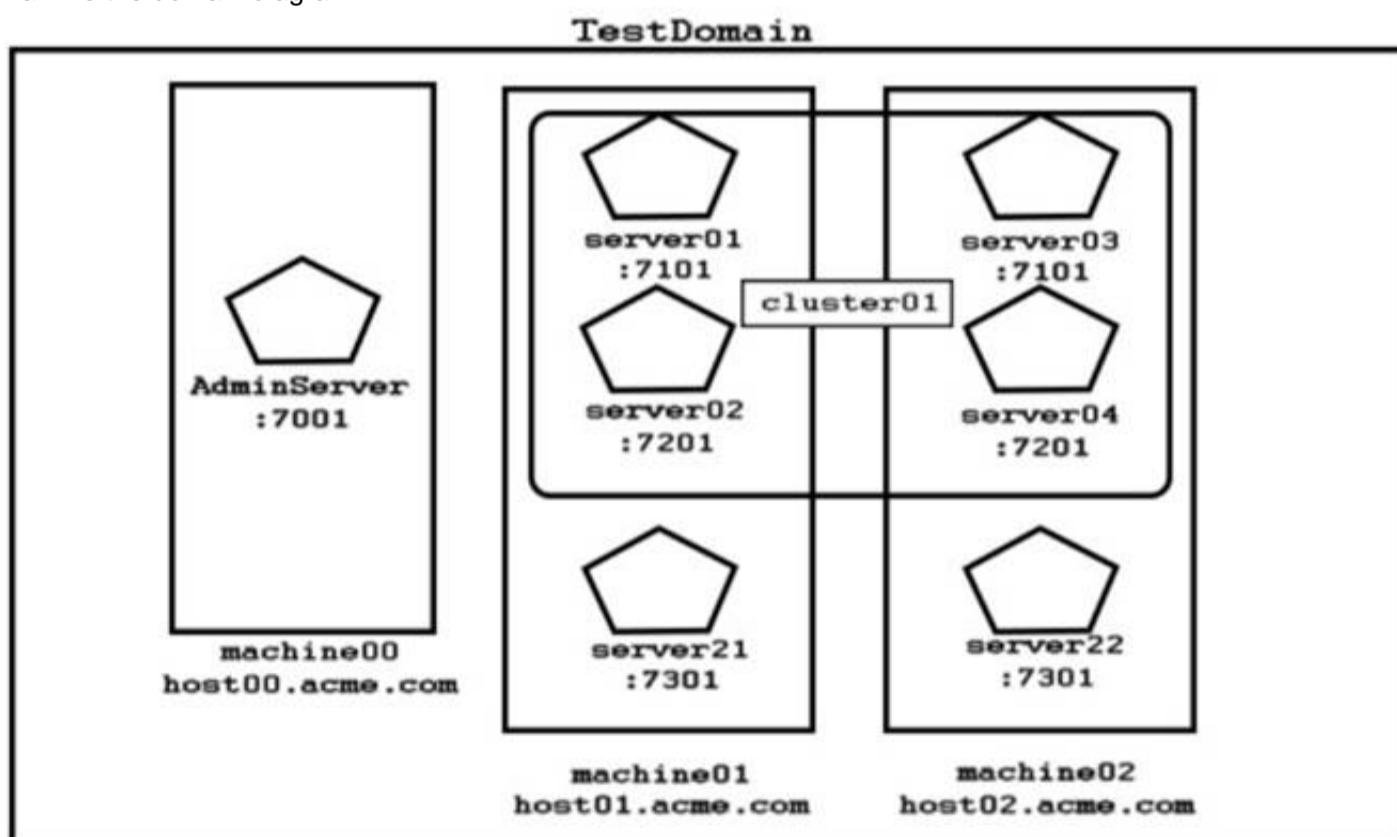 TestDomain
AdminServer
:7001
machine00
host00.acme.com
server01
:7101
server02
:7201
server21
:7301
machine01
host01.acme.com
cluster01
server03
:7101
server04
:7201
server22
:7301
machine02
host02.acme.com